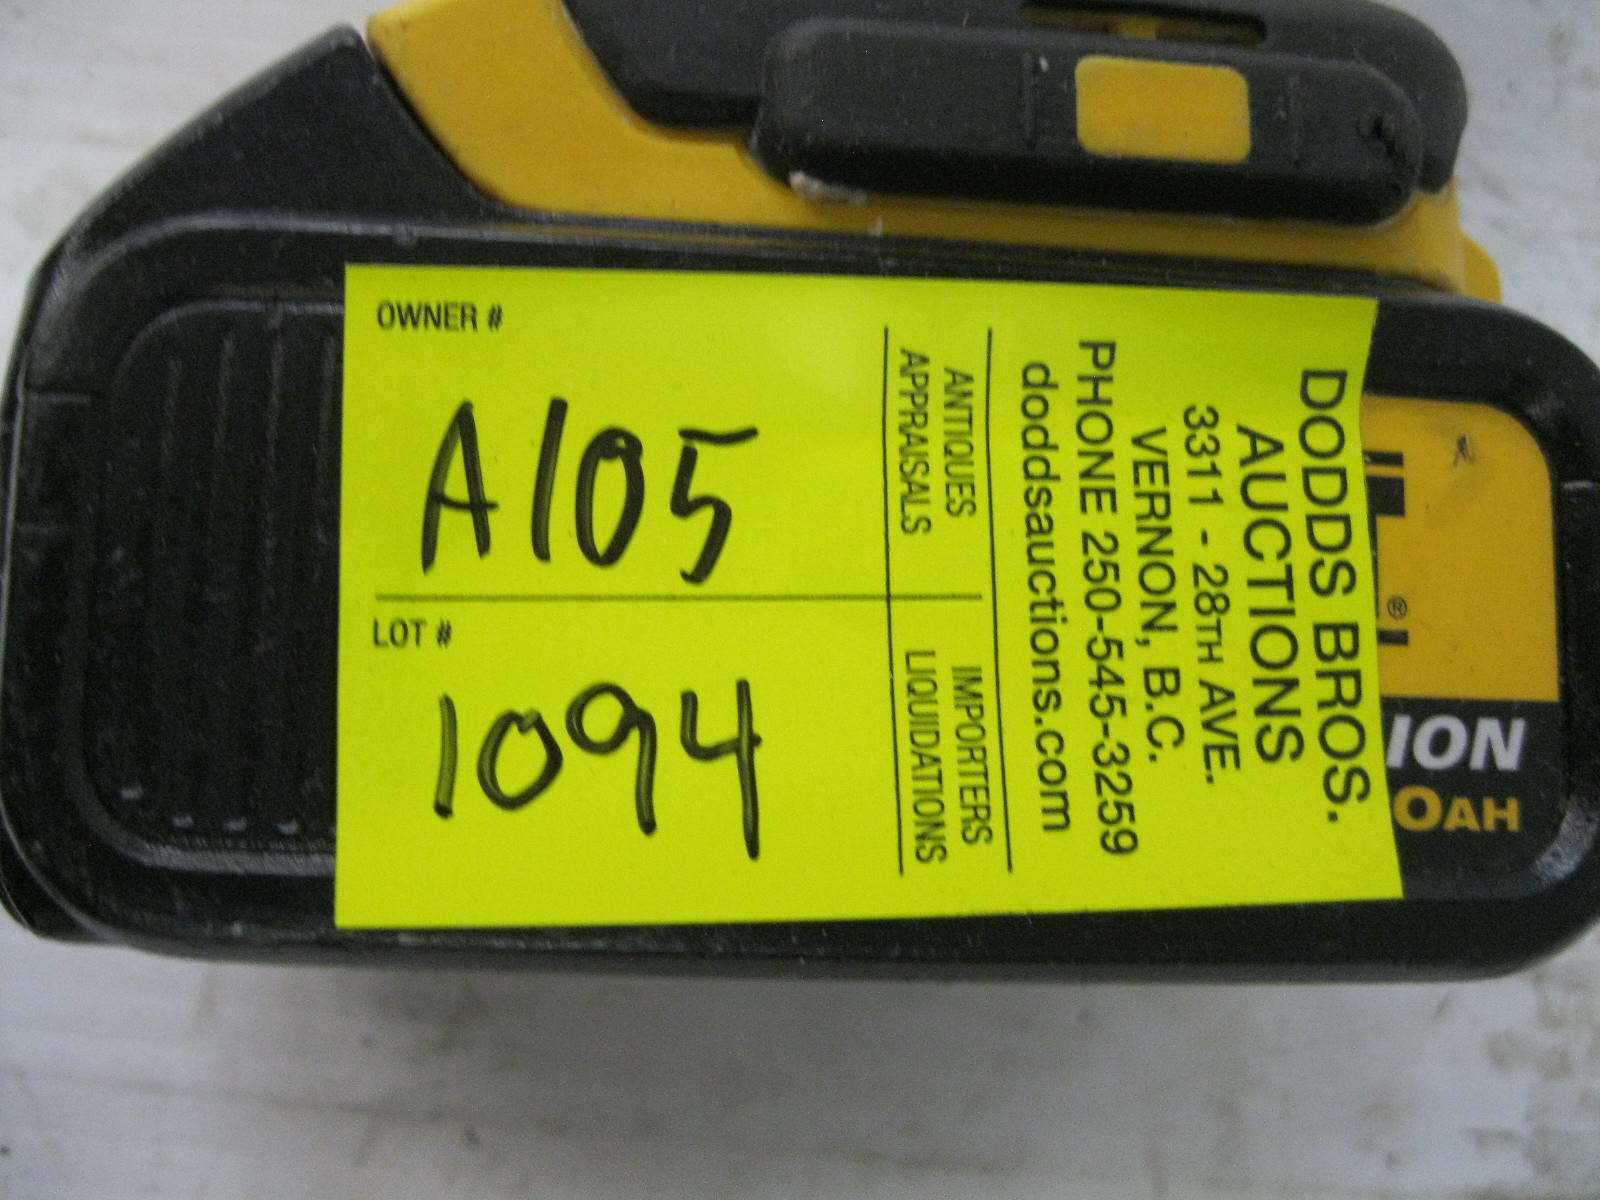 OWNER #
A105
LOT #
1094
DODDS BROS.
AUCTIONS
3311 - 28TH AVE.
VERNON, B.C.
PHONE 250-545-3259
doddsauctions.com
ANTIQUES
APPRAISALS
IMPORTERS
LIQUIDATIONS
ION
0AH